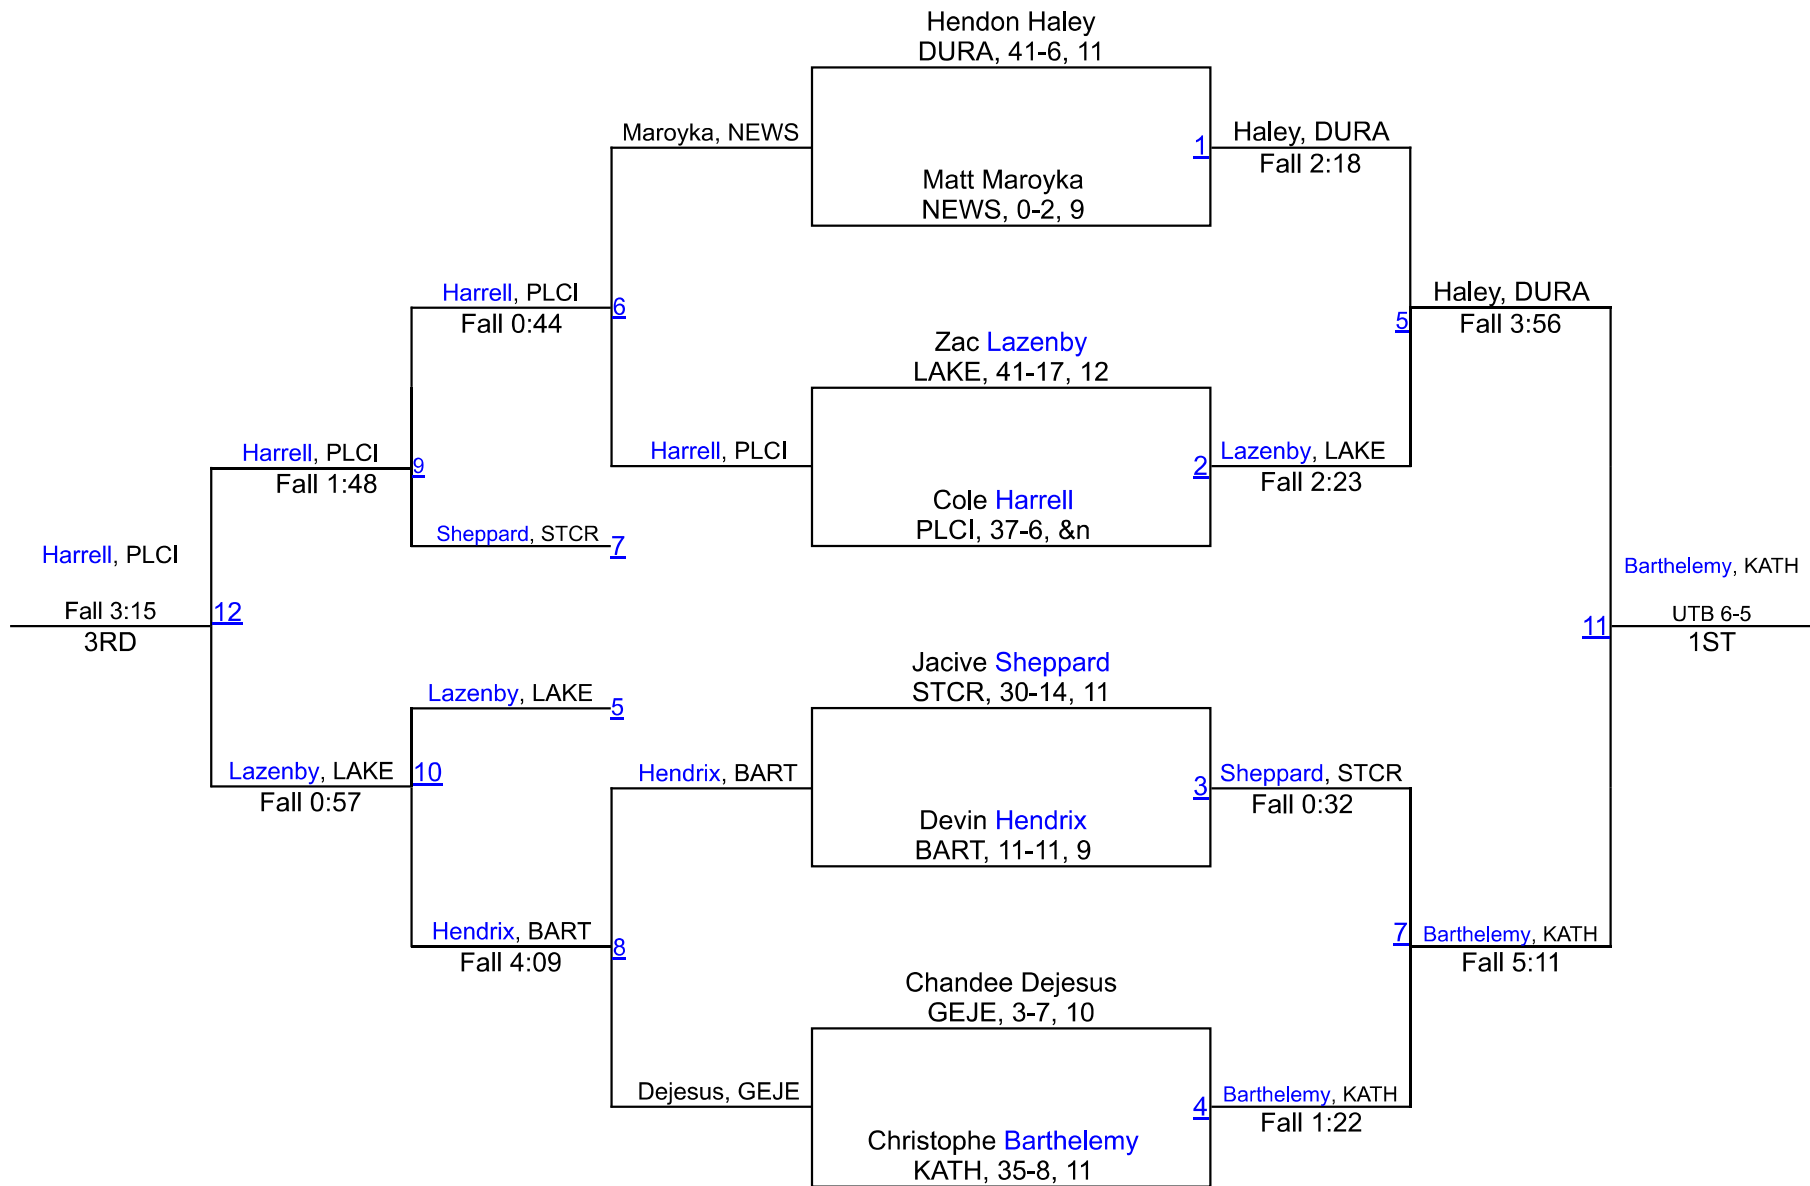 Hendon Haley
DURA, 41-6, 11
Maroyka, NEWS
1
Haley, DURA
Fall 2:18
Matt Maroyka
NEWS, 0-2, 9
Harrell, PLCI
Fall 0:44
6
Haley, DURA
Fall 3:56
5
Zac Lazenby
LAKE, 41-17, 12
Harrell, PLCI
Fall 1:48
9
Harrell, PLCI
2
Lazenby, LAKE
Fall 2:23
Cole Harrell
PLCI, 37-6, &n
Sheppard, STCR
7
Harrell, PLCI
Fall 3:15
3RD
12
Barthelemy, KATH
UTB 6-5
1ST
11
Jacive Sheppard
STCR, 30-14, 11
Lazenby, LAKE
5
Lazenby, LAKE
Fall 0:57
10
Hendrix, BART
3
Sheppard, STCR
Fall 0:32
Devin Hendrix
BART, 11-11, 9
Hendrix, BART
Fall 4:09
8
7
Barthelemy, KATH
Fall 5:11
Chandee Dejesus
GEJE, 3-7, 10
Dejesus, GEJE
4
Barthelemy, KATH
Fall 1:22
Christophe Barthelemy
KATH, 35-8, 11